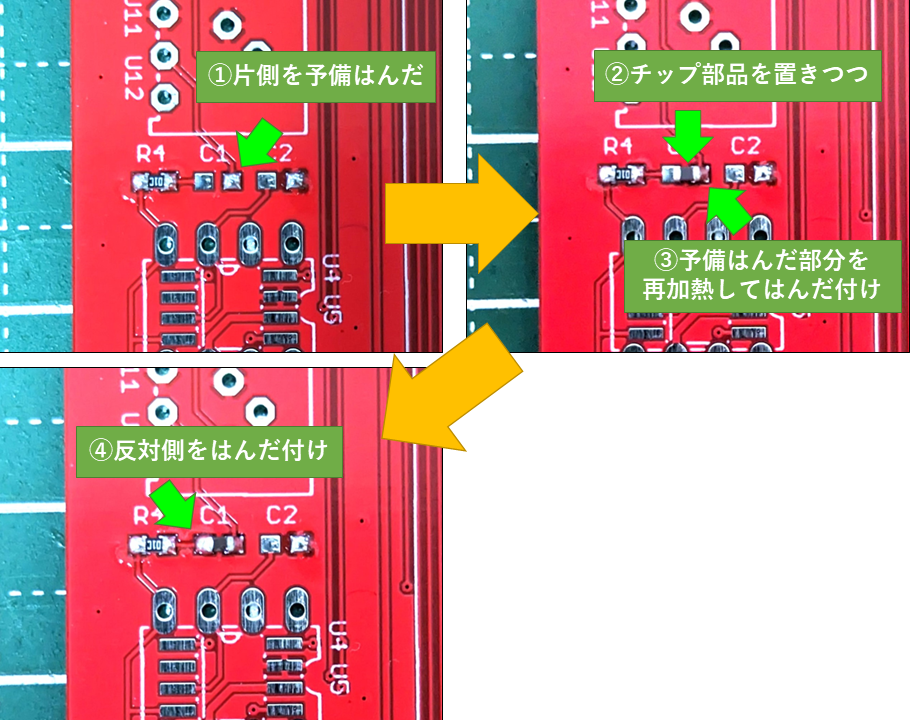 U11
U12
①片側を予備はんだ
R4
C1
C2
U4 U5
②チップ部品を置きつつ
R4
C2
③予備はんだ部分を
再加熱してはんだ付け
④反対側をはんだ付け
R4
C1
C2
U4 U5